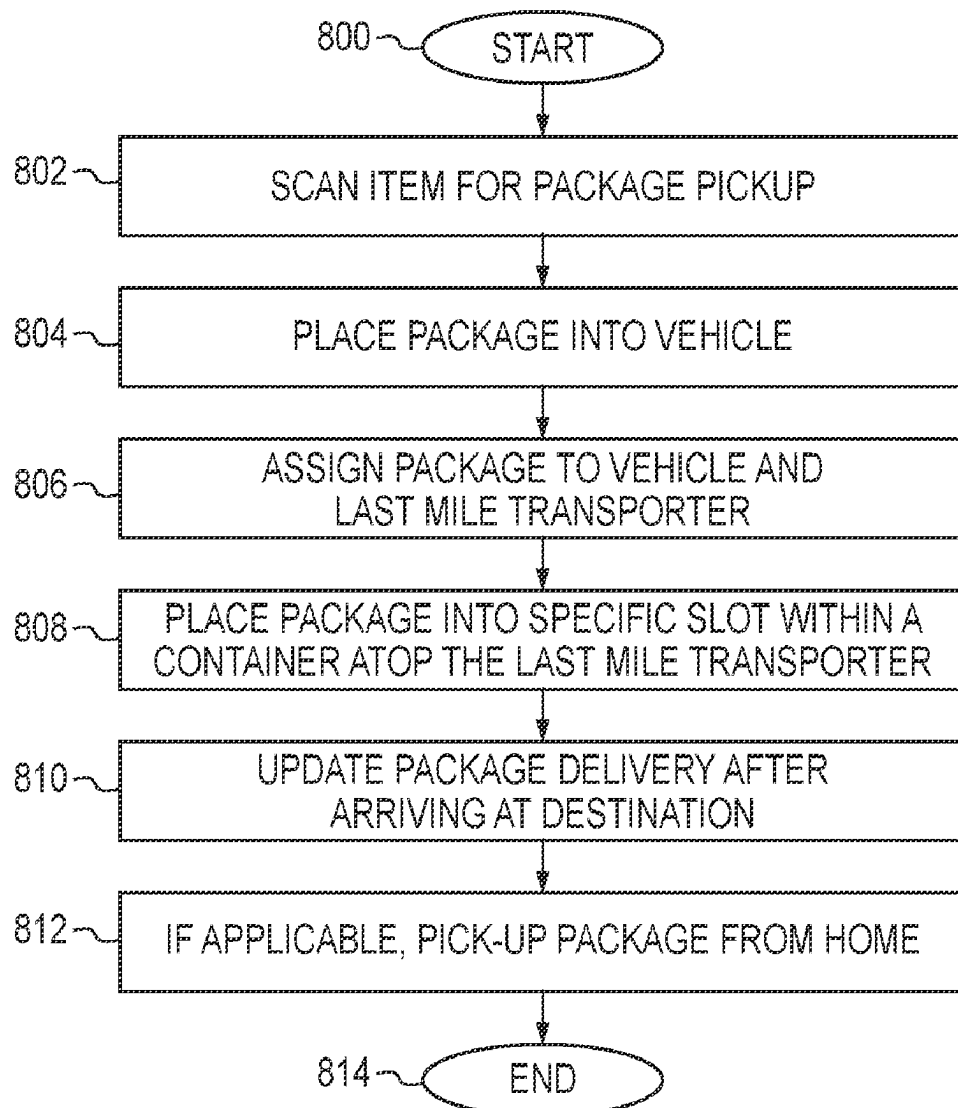 800 START
802 SCAN ITEM FOR PACKAGE PICKUP
804 PLACE PACKAGE INTO VEHICLE
806 ASSIGN PACKAGE TO VEHICLE AND
LAST MILE TRANSPORTER
808 PLACE PACKAGE INTO SPECIFIC SLOT WITHIN A
CONTAINER ATOP THE LAST MILE TRANSPORTER
810 UPDATE PACKAGE DELIVERY AFTER
ARRIVING AT DESTINATION
812 IF APPLICABLE, PICK-UP PACKAGE FROM HOME
814 END